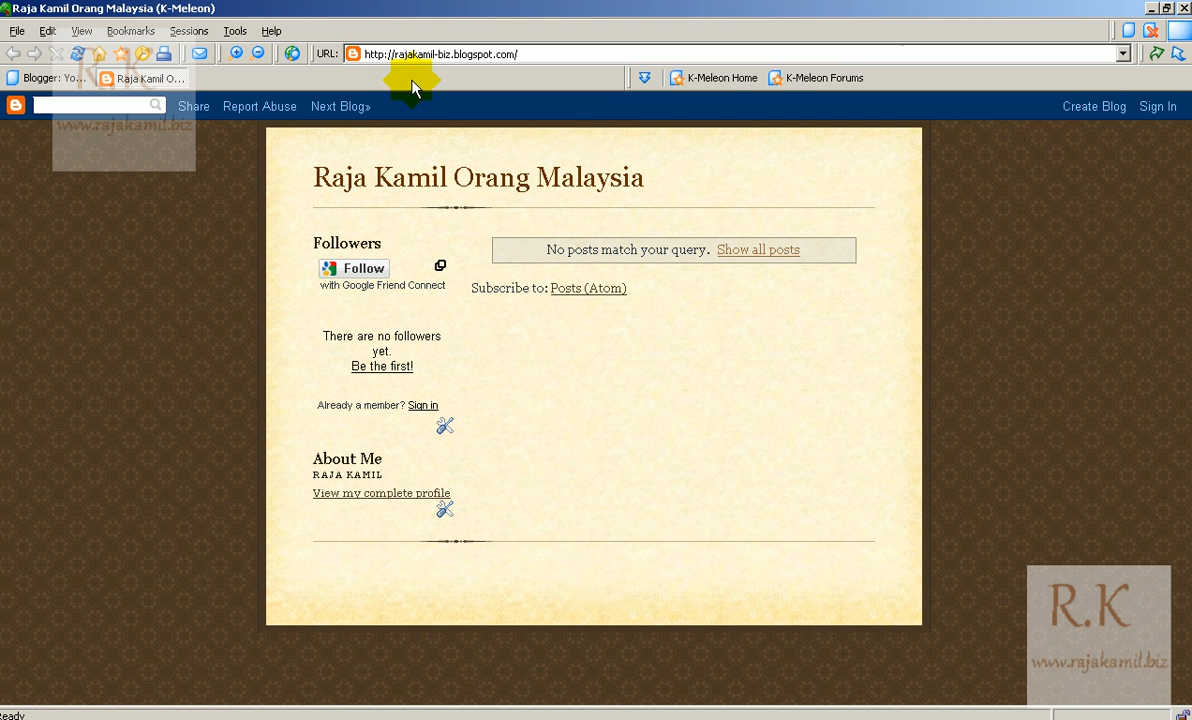 Raja Kamil Orang Malaysia (K-Meleon)
File Edit View Bookmarks Sessions Tools Help
URL: http://rajakamil-biz.blogspot.com/
Blogger: Yo... Raja Kamil O... K-Meleon Home K-Meleon Forums
R.K
www.rajakamil.biz
Share Report Abuse Next Blog» Create Blog Sign In
Raja Kamil Orang Malaysia
Followers
Follow
with Google Friend Connect
There are no followers
yet.
Be the first!
Already a member? Sign in
About Me
RAJA KAMIL
View my complete profile
No posts match your query. Show all posts
Subscribe to: Posts (Atom)
R.K
www.rajakamil.biz
Ready